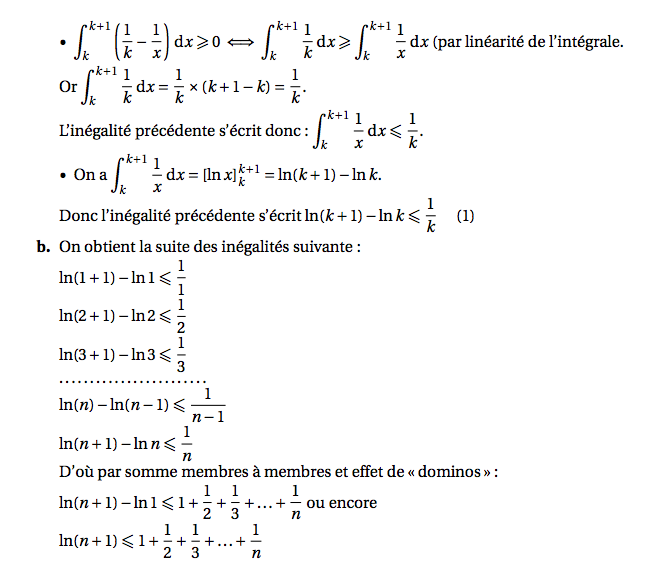 • ∫_k^{k+1} (1/k − 1/x) dx ⩾ 0 ⟺ ∫_k^{k+1} 1/k dx ⩾ ∫_k^{k+1} 1/x dx (par linéarité de l'intégrale.
Or ∫_k^{k+1} 1/k dx = 1/k × (k+1−k) = 1/k.
L'inégalité précédente s'écrit donc : ∫_k^{k+1} 1/x dx ⩽ 1/k.
• On a ∫_k^{k+1} 1/x dx = [ln x]_k^{k+1} = ln(k+1) − ln k.
Donc l'inégalité précédente s'écrit ln(k+1) − ln k ⩽ 1/k (1)
b. On obtient la suite des inégalités suivante :
ln(1+1) − ln 1 ⩽ 1/1
ln(2+1) − ln 2 ⩽ 1/2
ln(3+1) − ln 3 ⩽ 1/3
........................
ln(n) − ln(n−1) ⩽ 1/(n−1)
ln(n+1) − ln n ⩽ 1/n
D'où par somme membres à membres et effet de « dominos » :
ln(n+1) − ln 1 ⩽ 1 + 1/2 + 1/3 + ... + 1/n ou encore
ln(n+1) ⩽ 1 + 1/2 + 1/3 + ... + 1/n